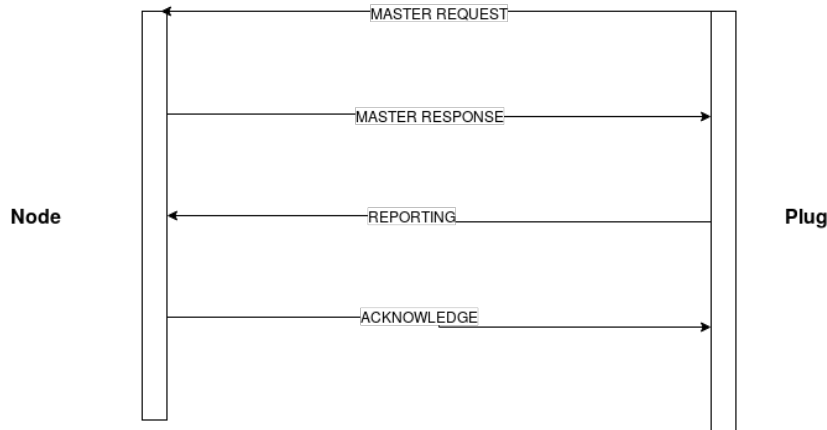 MASTER REQUEST
MASTER RESPONSE
Node
REPORTING
Plug
ACKNOWLEDGE